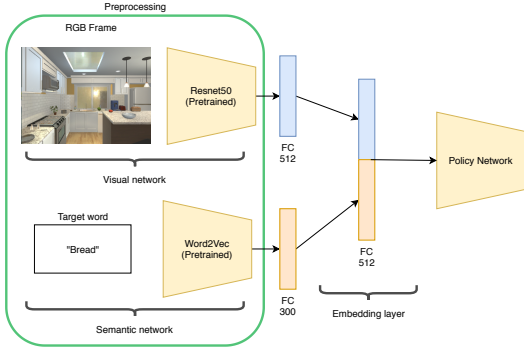 Preprocessing
RGB Frame
Resnet50
(Pretrained)
FC
512
Visual network
Policy Network
Target word
"Bread"
Word2Vec
(Pretrained)
FC
512
FC
300
Embedding layer
Semantic network